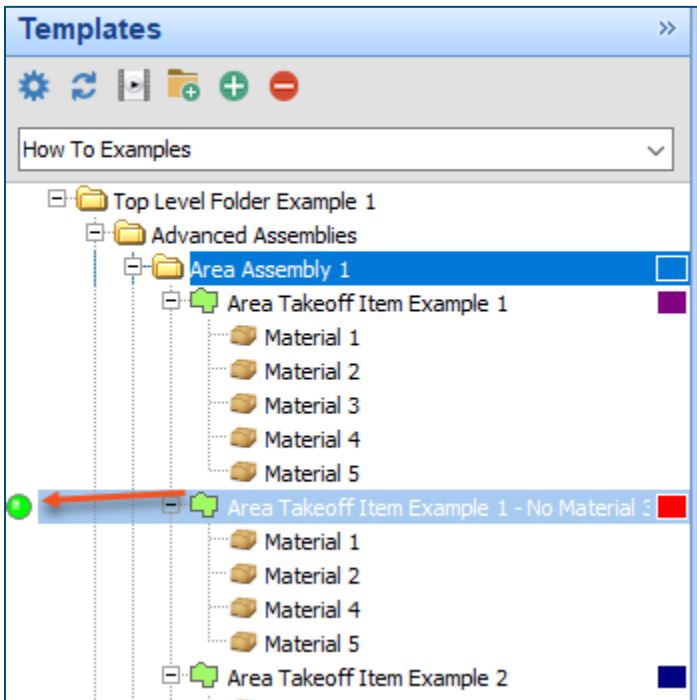 Templates
How To Examples
Top Level Folder Example 1
Advanced Assemblies
Area Assembly 1
Area Takeoff Item Example 1
Material 1
Material 2
Material 3
Material 4
Material 5
Area Takeoff Item Example 1 - No Material 3
Material 1
Material 2
Material 4
Material 5
Area Takeoff Item Example 2